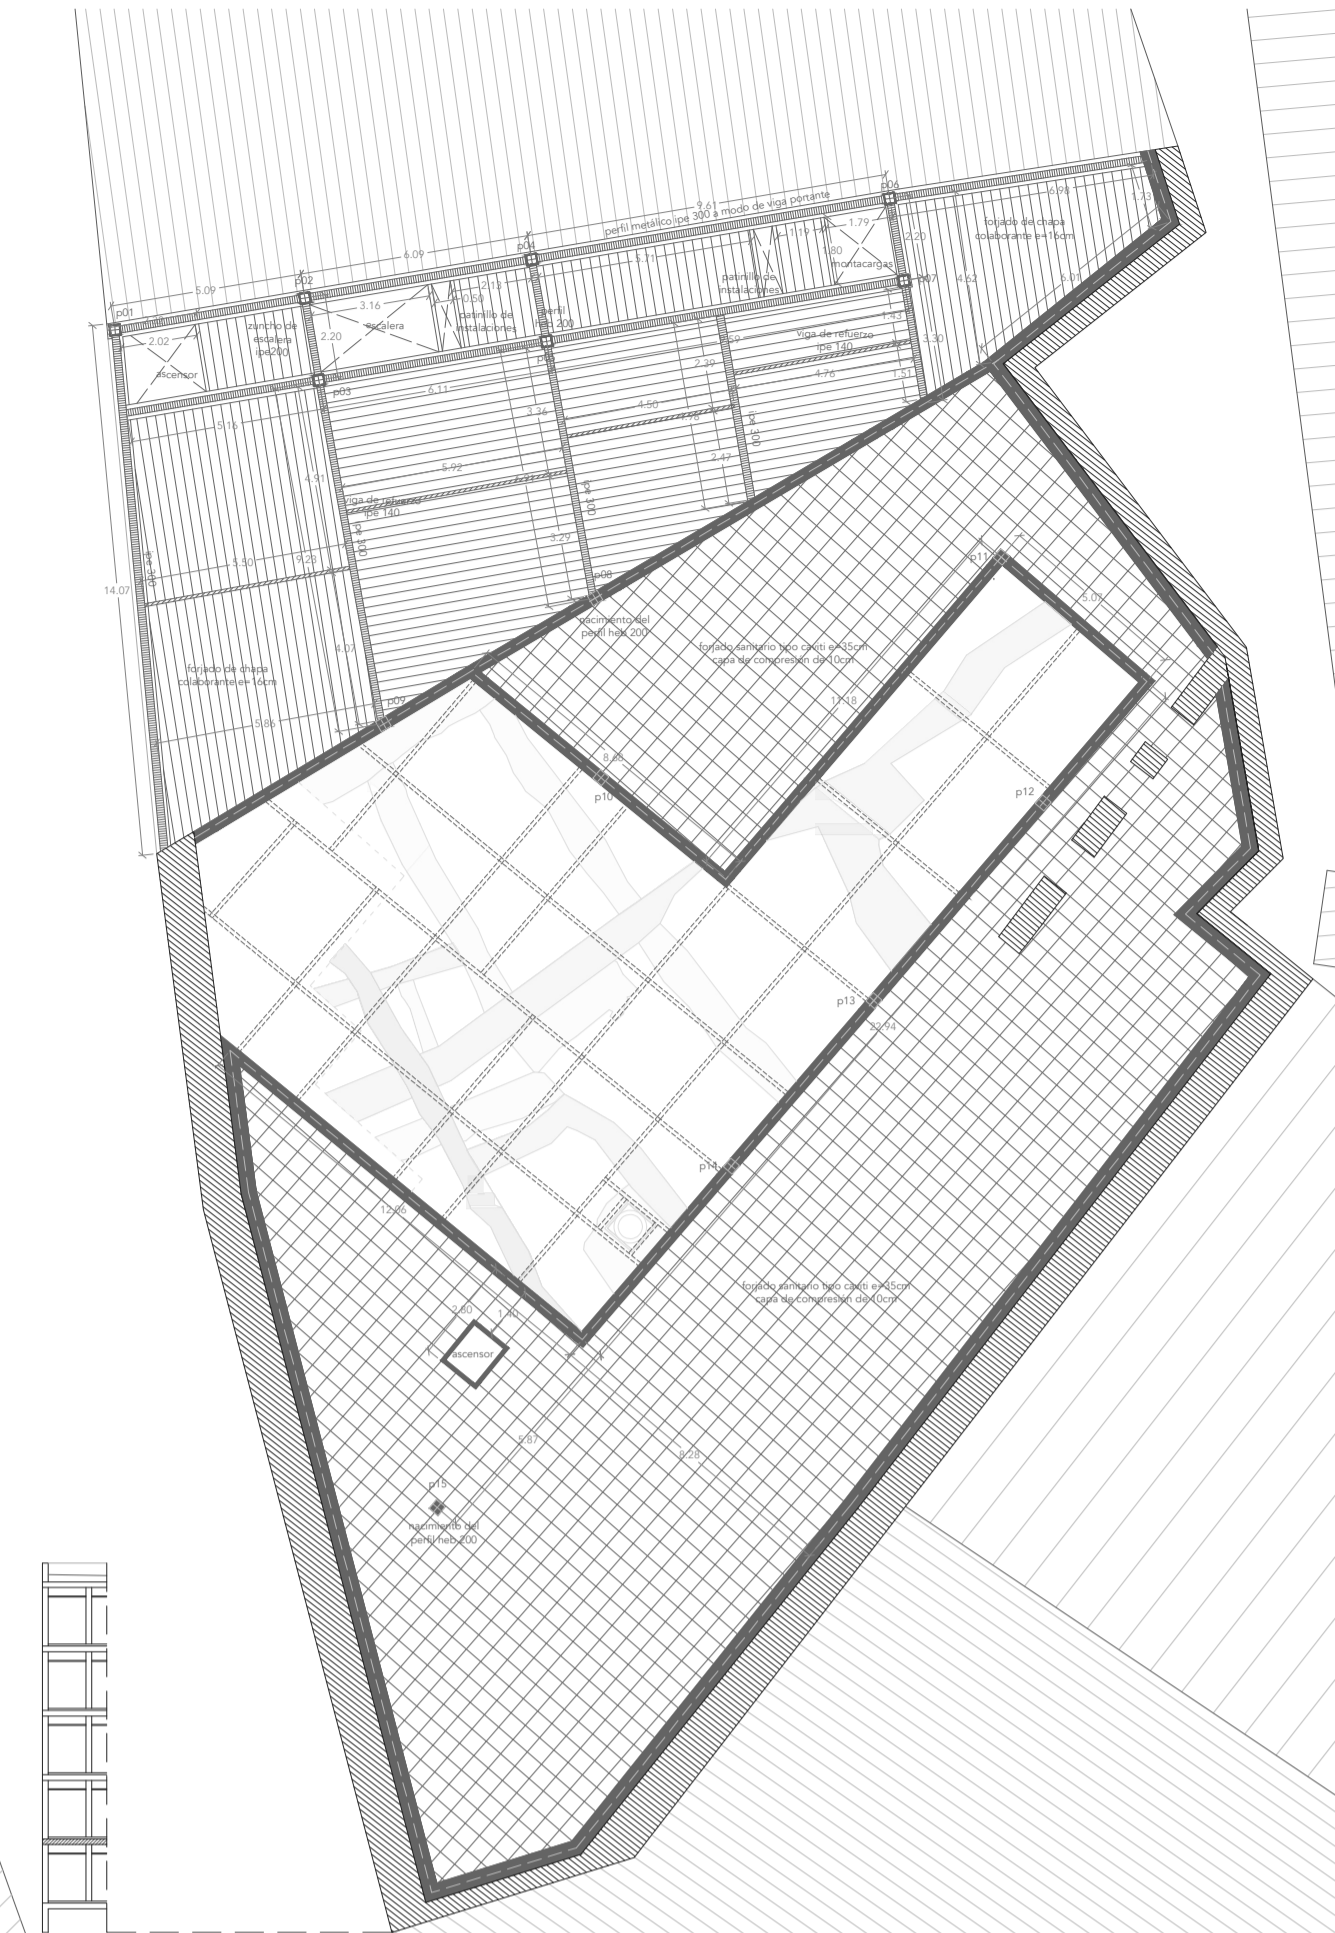 p06
9.61
perfil metálico ipe 300 a modo de viga portante
6.98
1.73
forjado de chapa
colaborante e=16cm
1.79
1.19
2.20
1.80
montacargas
p04
6.09
5.71
p02
5.09
p01
patinillo de
instalaciones
p07
4.62
6.01
2.13
0.50
3.16
escalera
patinillo de
instalaciones
perfil
heb 200
zuncho de
escalera
ipe200
2.20
2.02
ascensor
1.43
viga de refuerzo
ipe 140
3.30
2.39
4.76
1.51
p03
6.11
3.36
4.50
5.16
ipe 300
2.47
5.92
4.91
viga de refuerzo
ipe 140
ipe 300
ipe 300
3.29
9.23
5.50
ipe 300
14.07
p08
nacimiento del
perfil heb 200
p11
5.07
forjado sanitario tipo caviti e=35cm
capa de compresión de 10cm
4.07
forjado de chapa
colaborante e=16cm
p09
11.18
5.86
8.68
p10
p12
p13
22.94
p14
12.06
forjado sanitario tipo caviti e=35cm
capa de compresión de 10cm
2.80
1.40
ascensor
5.87
8.28
p15
nacimiento del
perfil heb 200